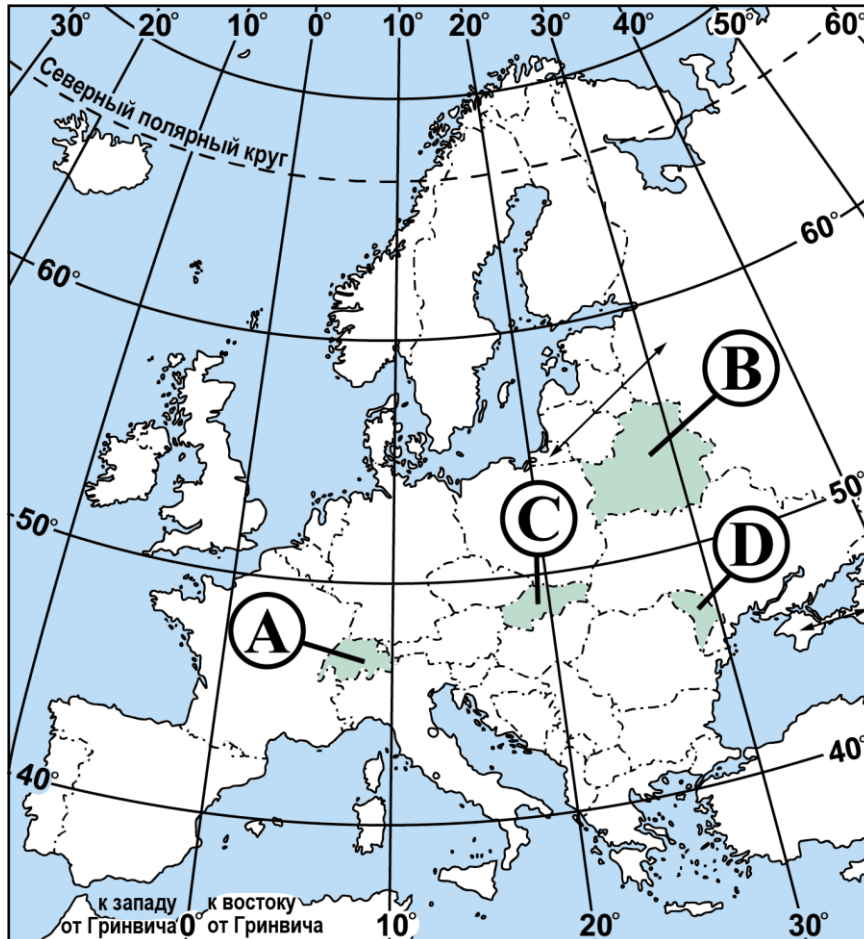 30° 20° 10° 0° 10° 20° 30° 40° 50° 60°
Северный полярный круг
60°
60°
B
50°
C
50°
D
A
40°
40°
к западу к востоку
от Гринвича 0° от Гринвича 10° 20° 30°